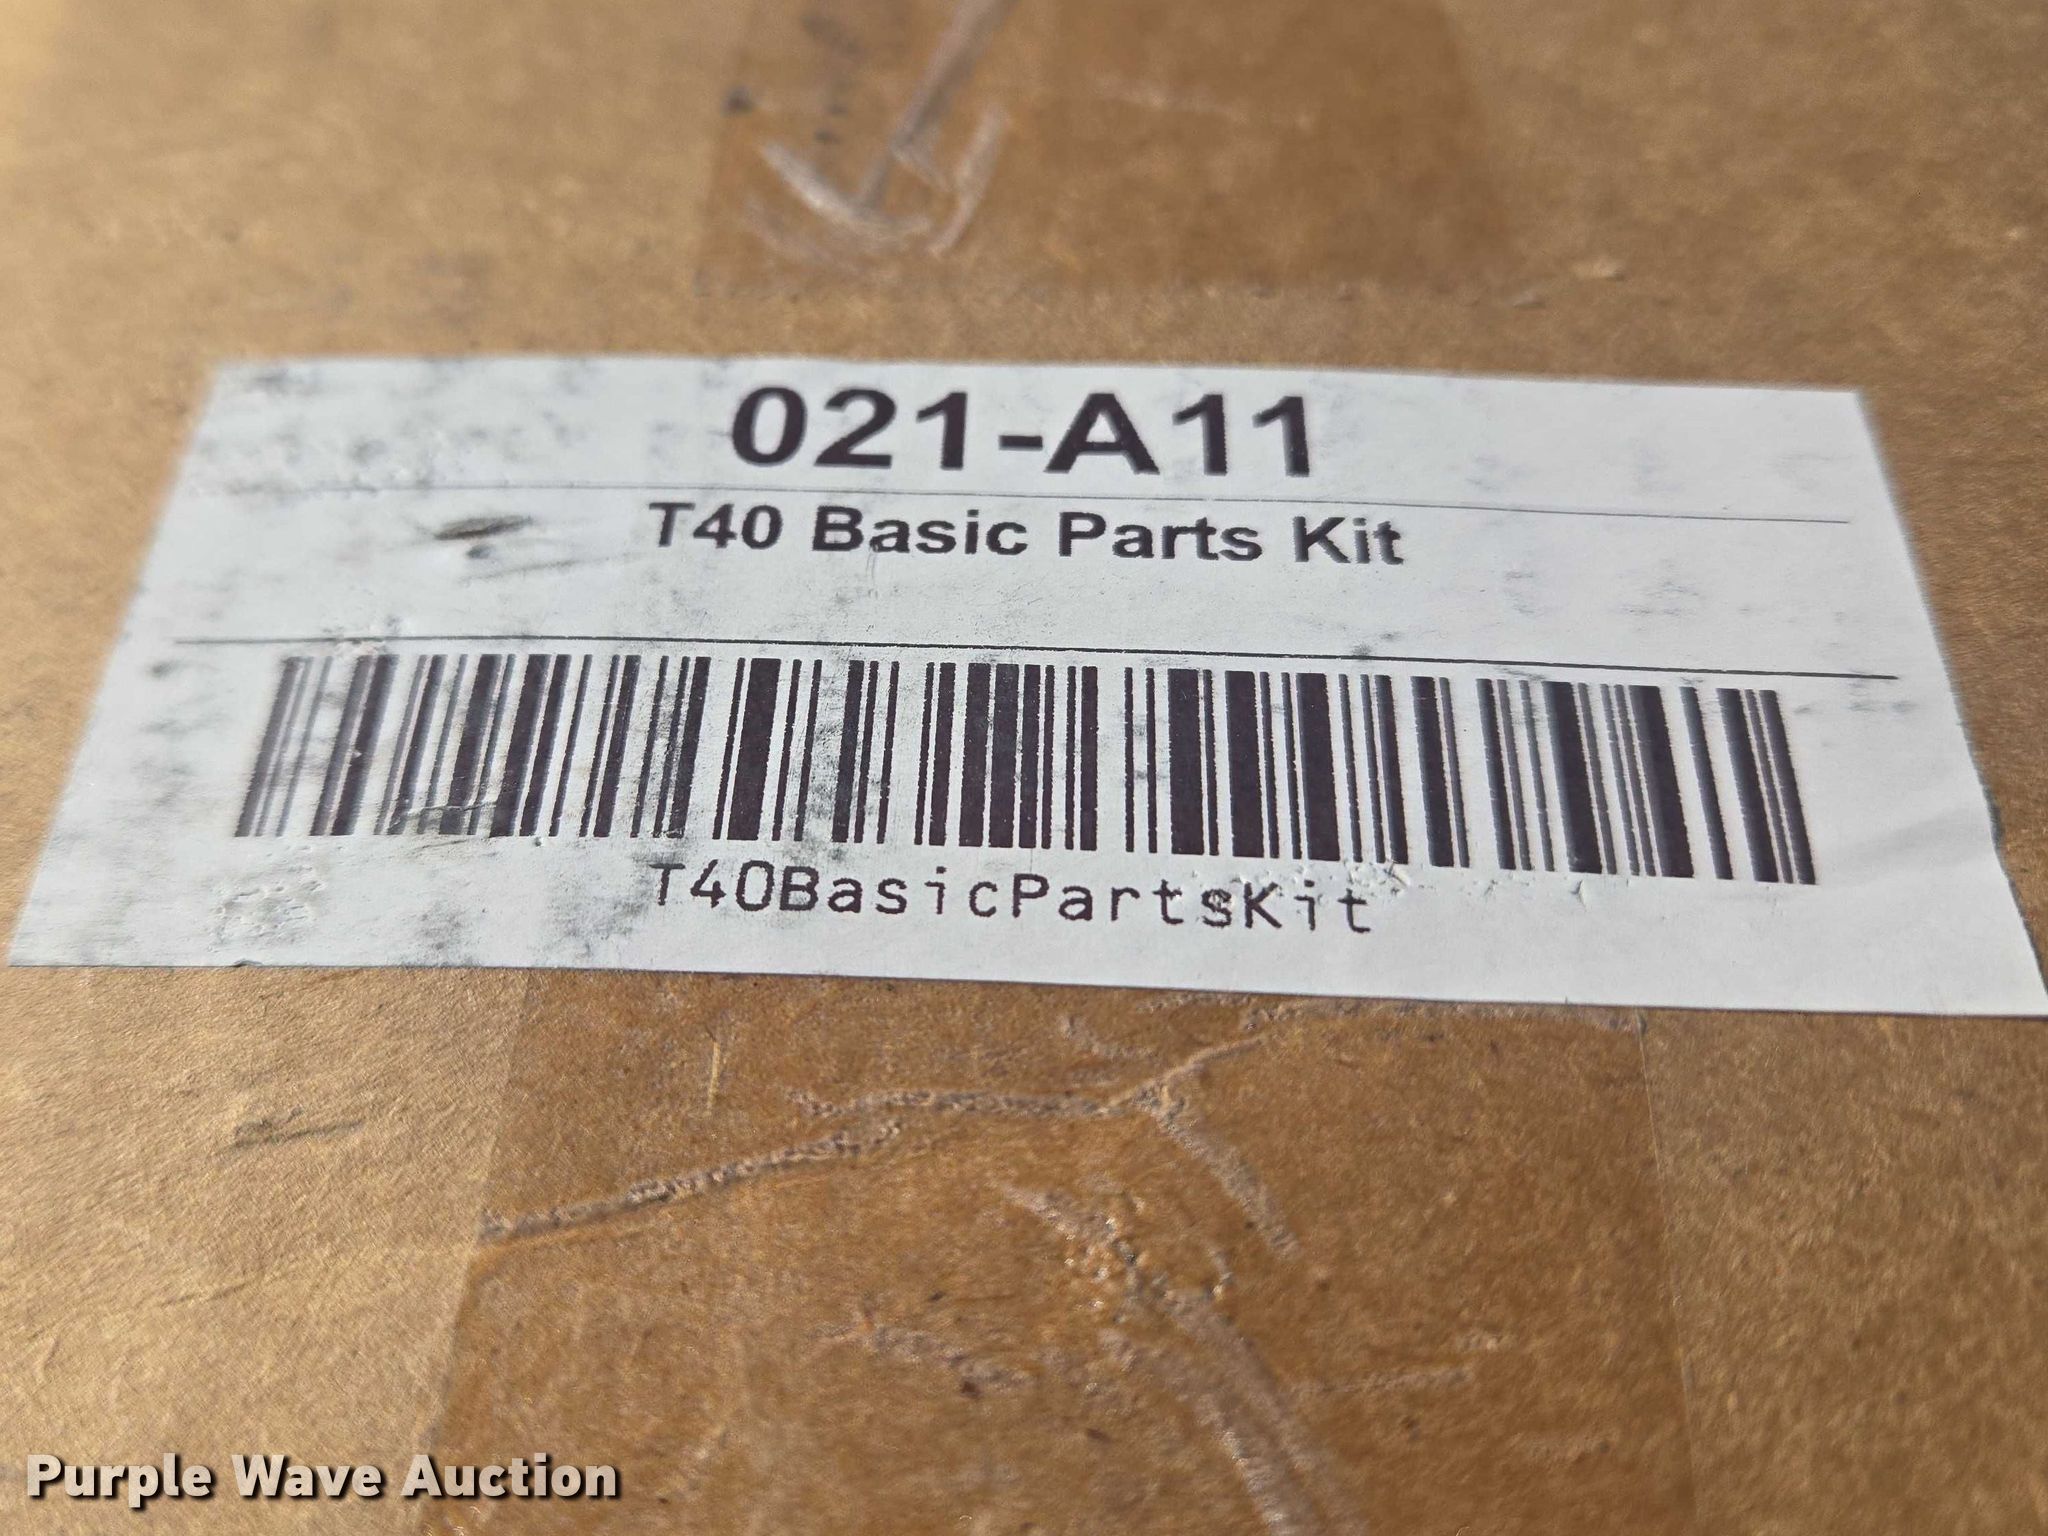 021-A11
T40 Basic Parts Kit
T40BasicPartsKit
Purple Wave Auction